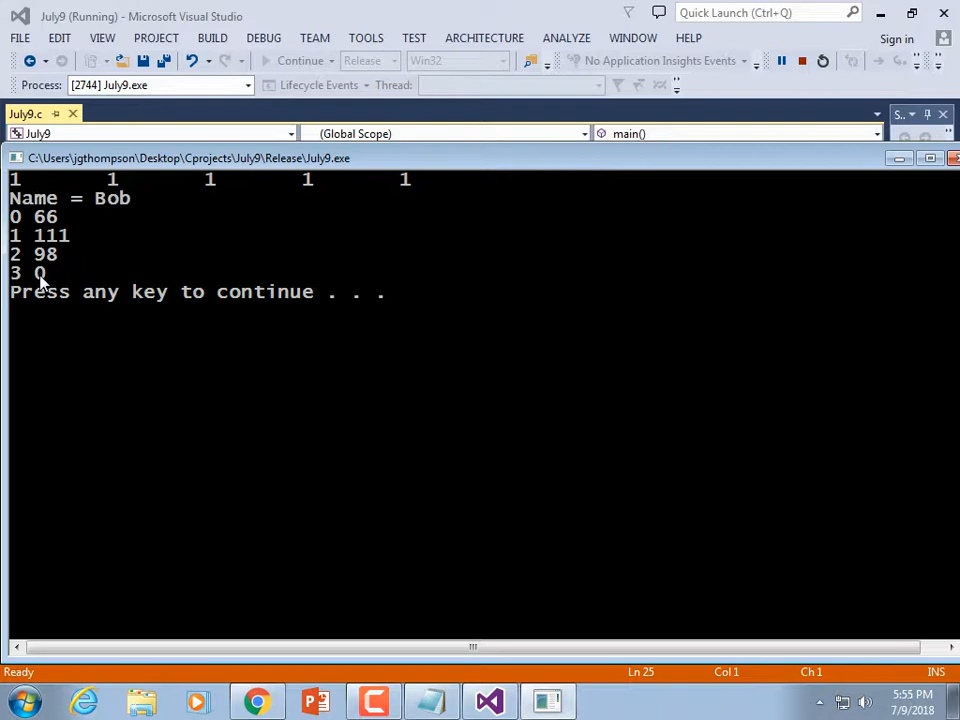 July9 (Running) - Microsoft Visual Studio
Quick Launch (Ctrl+Q)
FILE EDIT VIEW PROJECT BUILD DEBUG TEAM TOOLS TEST ARCHITECTURE ANALYZE WINDOW HELP Sign in
Continue Release Win32 No Application Insights Events
Process: [2744] July9.exe Lifecycle Events Thread:
July9.c S..
July9 (Global Scope) main()
C:\Users\jgthompson\Desktop\Cprojects\July9\Release\July9.exe
1 1 1 1 1
Name = Bob
0 66
1 111
2 98
3 0
Press any key to continue . . .
Ready Ln 25 Col 1 Ch 1 INS
5:55 PM
7/9/2018